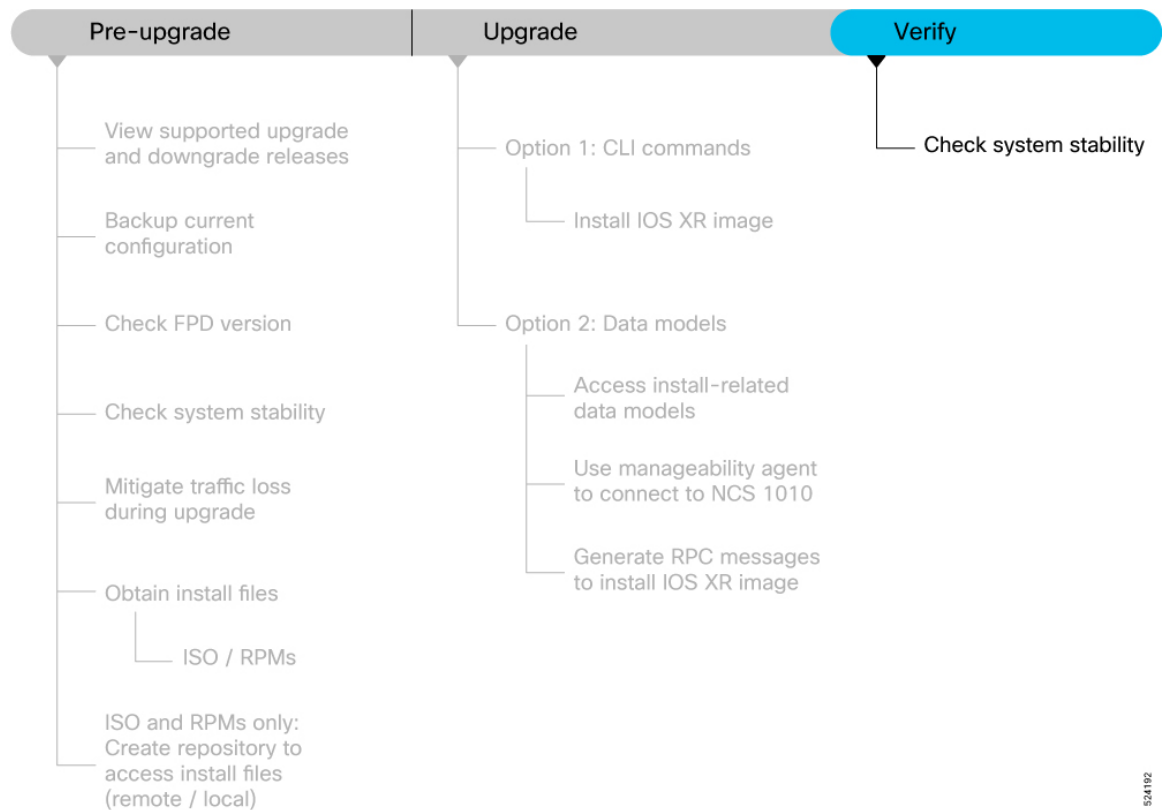 Pre-upgrade
Upgrade
Verify
View supported upgrade
and downgrade releases
Backup current
configuration
Check FPD version
Check system stability
Mitigate traffic loss
during upgrade
Obtain install files
ISO / RPMs
ISO and RPMs only:
Create repository to
access install files
(remote / local)
Option 1: CLI commands
Install IOS XR image
Option 2: Data models
Access install-related
data models
Use manageability agent
to connect to NCS 1010
Generate RPC messages
to install IOS XR image
Check system stability
524192